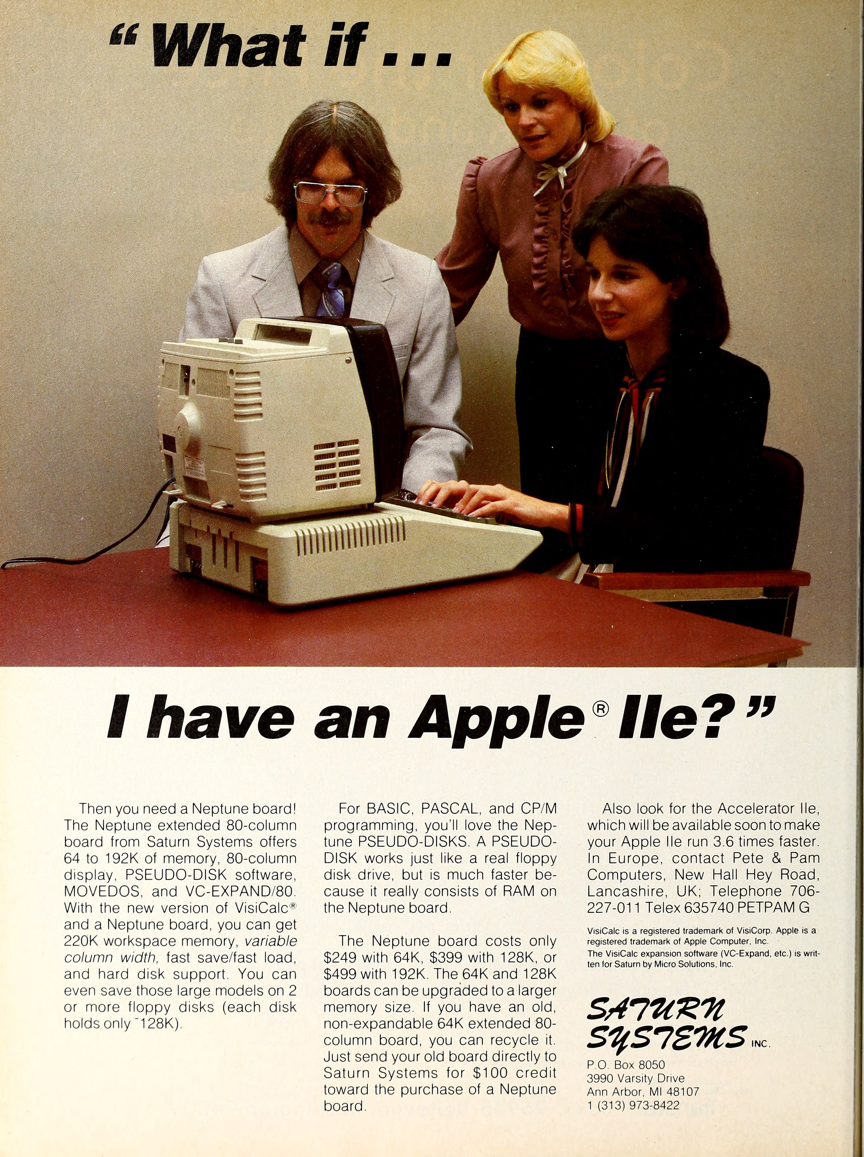 “What if ...
I have an Apple® IIe?”
Then you need a Neptune board!
The Neptune extended 80-column
board from Saturn Systems offers
64 to 192K of memory, 80-column
display, PSEUDO-DISK software,
MOVEDOS, and VC-EXPAND/80.
With the new version of VisiCalc®
and a Neptune board, you can get
220K workspace memory, variable
column width, fast save/fast load,
and hard disk support. You can
even save those large models on 2
or more floppy disks (each disk
holds only ~128K).
For BASIC, PASCAL, and CP/M
programming, you'll love the Nep-
tune PSEUDO-DISKS. A PSEUDO-
DISK works just like a real floppy
disk drive, but is much faster be-
cause it really consists of RAM on
the Neptune board.
The Neptune board costs only
$249 with 64K, $399 with 128K, or
$499 with 192K. The 64K and 128K
boards can be upgraded to a larger
memory size. If you have an old,
non-expandable 64K extended 80-
column board, you can recycle it.
Just send your old board directly to
Saturn Systems for $100 credit
toward the purchase of a Neptune
board.
Also look for the Accelerator IIe,
which will be available soon to make
your Apple IIe run 3.6 times faster.
In Europe, contact Pete & Pam
Computers, New Hall Hey Road,
Lancashire, UK; Telephone 706-
227-011 Telex 635740 PETPAM G
VisiCalc is a registered trademark of VisiCorp. Apple is a
registered trademark of Apple Computer, Inc.
The VisiCalc expansion software (VC-Expand, etc.) is writ-
ten for Saturn by Micro Solutions, Inc.
SATURN
SYSTEMS INC.
P.O. Box 8050
3990 Varsity Drive
Ann Arbor, MI 48107
1 (313) 973-8422